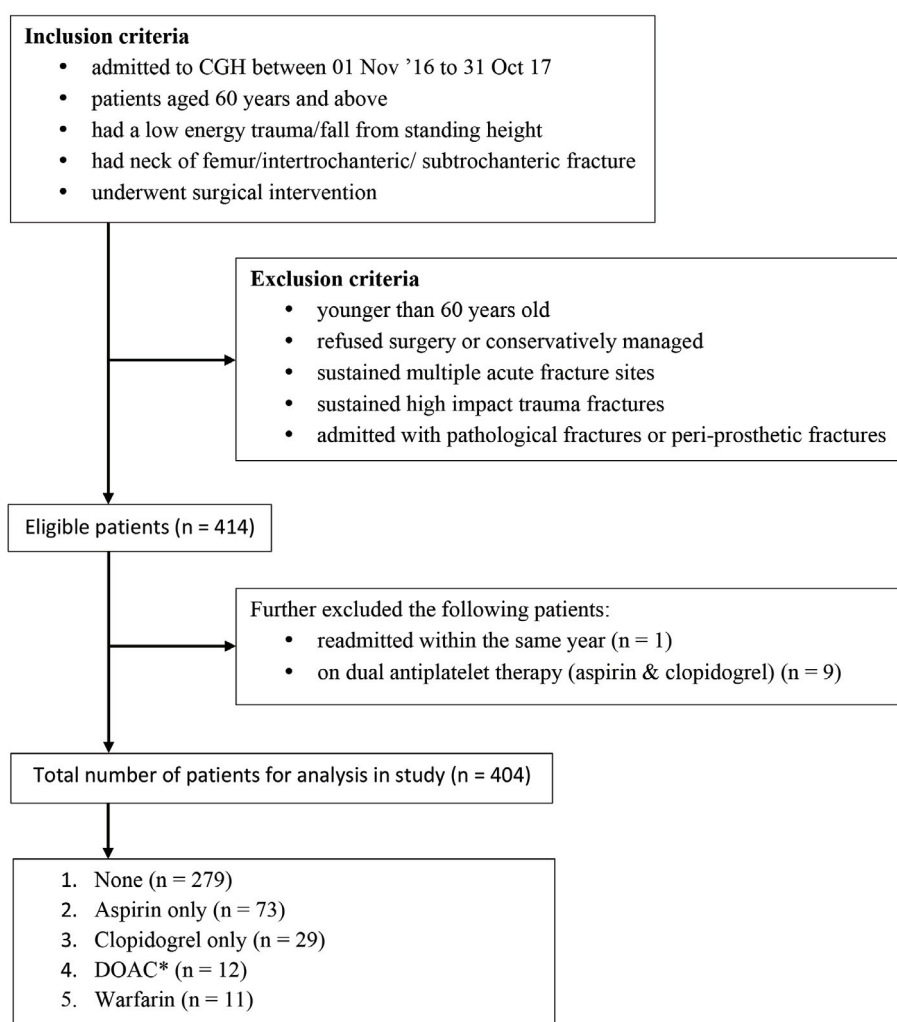 Inclusion criteria
• admitted to CGH between 01 Nov ’16 to 31 Oct 17
• patients aged 60 years and above
• had a low energy trauma/fall from standing height
• had neck of femur/intertrochanteric/ subtrochanteric fracture
• underwent surgical intervention
Exclusion criteria
• younger than 60 years old
• refused surgery or conservatively managed
• sustained multiple acute fracture sites
• sustained high impact trauma fractures
• admitted with pathological fractures or peri-prosthetic fractures
Eligible patients (n = 414)
Further excluded the following patients:
• readmitted within the same year (n = 1)
• on dual antiplatelet therapy (aspirin & clopidogrel) (n = 9)
Total number of patients for analysis in study (n = 404)
1. None (n = 279)
2. Aspirin only (n = 73)
3. Clopidogrel only (n = 29)
4. DOAC* (n = 12)
5. Warfarin (n = 11)